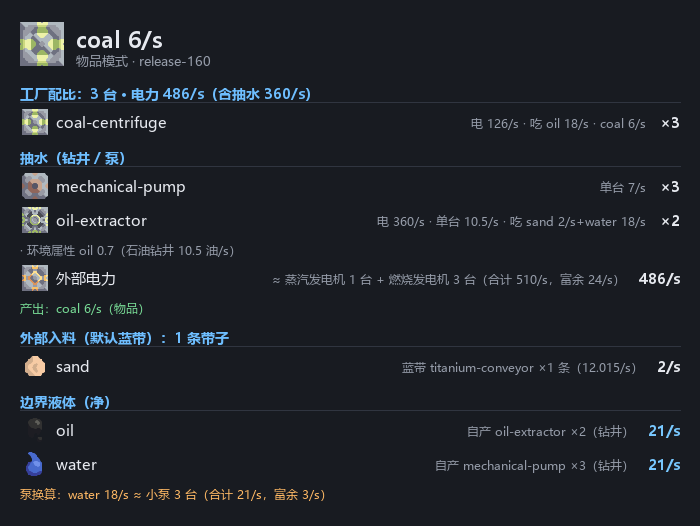 coal 6/s
物品模式 · release-160
工厂配比：3 台 • 电力 486/s（含抽水 360/s）
coal-centrifuge 电 126/s · 吃 oil 18/s · coal 6/s ×3
抽水（钻井 / 泵）
mechanical-pump 单台 7/s ×3
oil-extractor 电 360/s · 单台 10.5/s · 吃 sand 2/s+water 18/s ×2
· 环境属性 oil 0.7（石油钻井 10.5 油/s）
外部电力 ≈ 蒸汽发电机 1 台 + 燃烧发电机 3 台（合计 510/s，富余 24/s） 486/s
产出：coal 6/s（物品）
外部入料（默认蓝带）：1 条带子
sand 蓝带 titanium-conveyor ×1 条（12.015/s） 2/s
边界液体（净）
oil 自产 oil-extractor ×2（钻井） 21/s
water 自产 mechanical-pump ×3（钻井） 21/s
泵换算：water 18/s ≈ 小泵 3 台（合计 21/s，富余 3/s）